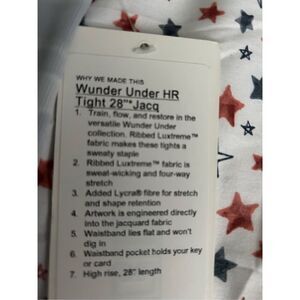 WHY WE MADE THIS
Wunder Under HR
Tight 28"*Jacq
1. Train, flow, and restore in the
versatile Wunder Under
collection. Ribbed Luxtreme™
fabric makes these tights a
sweaty staple
2. Ribbed Luxtreme™ fabric is
sweat-wicking and four-way
stretch
3. Added Lycra® fibre for stretch
and shape retention
4. Artwork is engineered directly
into the jacquard fabric
5. Waistband lies flat and won't
dig in
6. Waistband pocket holds your key
or card
7. High rise, 28" length